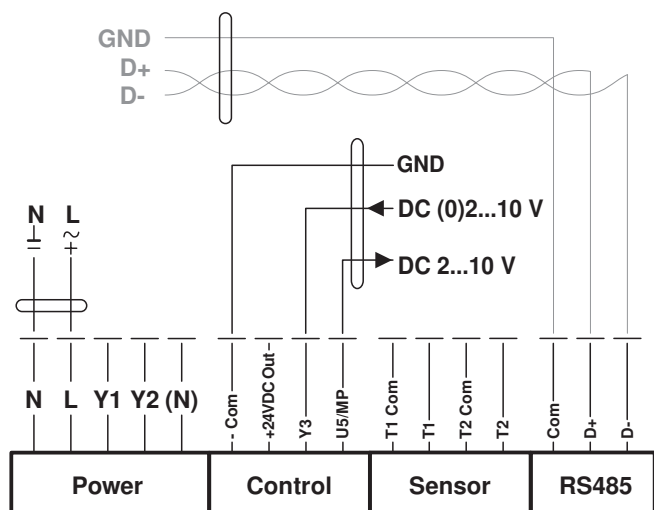 GND
D+
D-
GND
DC (0)2...10 V
DC 2...10 V
N L
N L Y1 Y2 (N)
- Com
+24VDC Out
Y3
U5/MP
T1 Com
T1
T2 Com
T2
Com
D+
D-
Power Control Sensor RS485